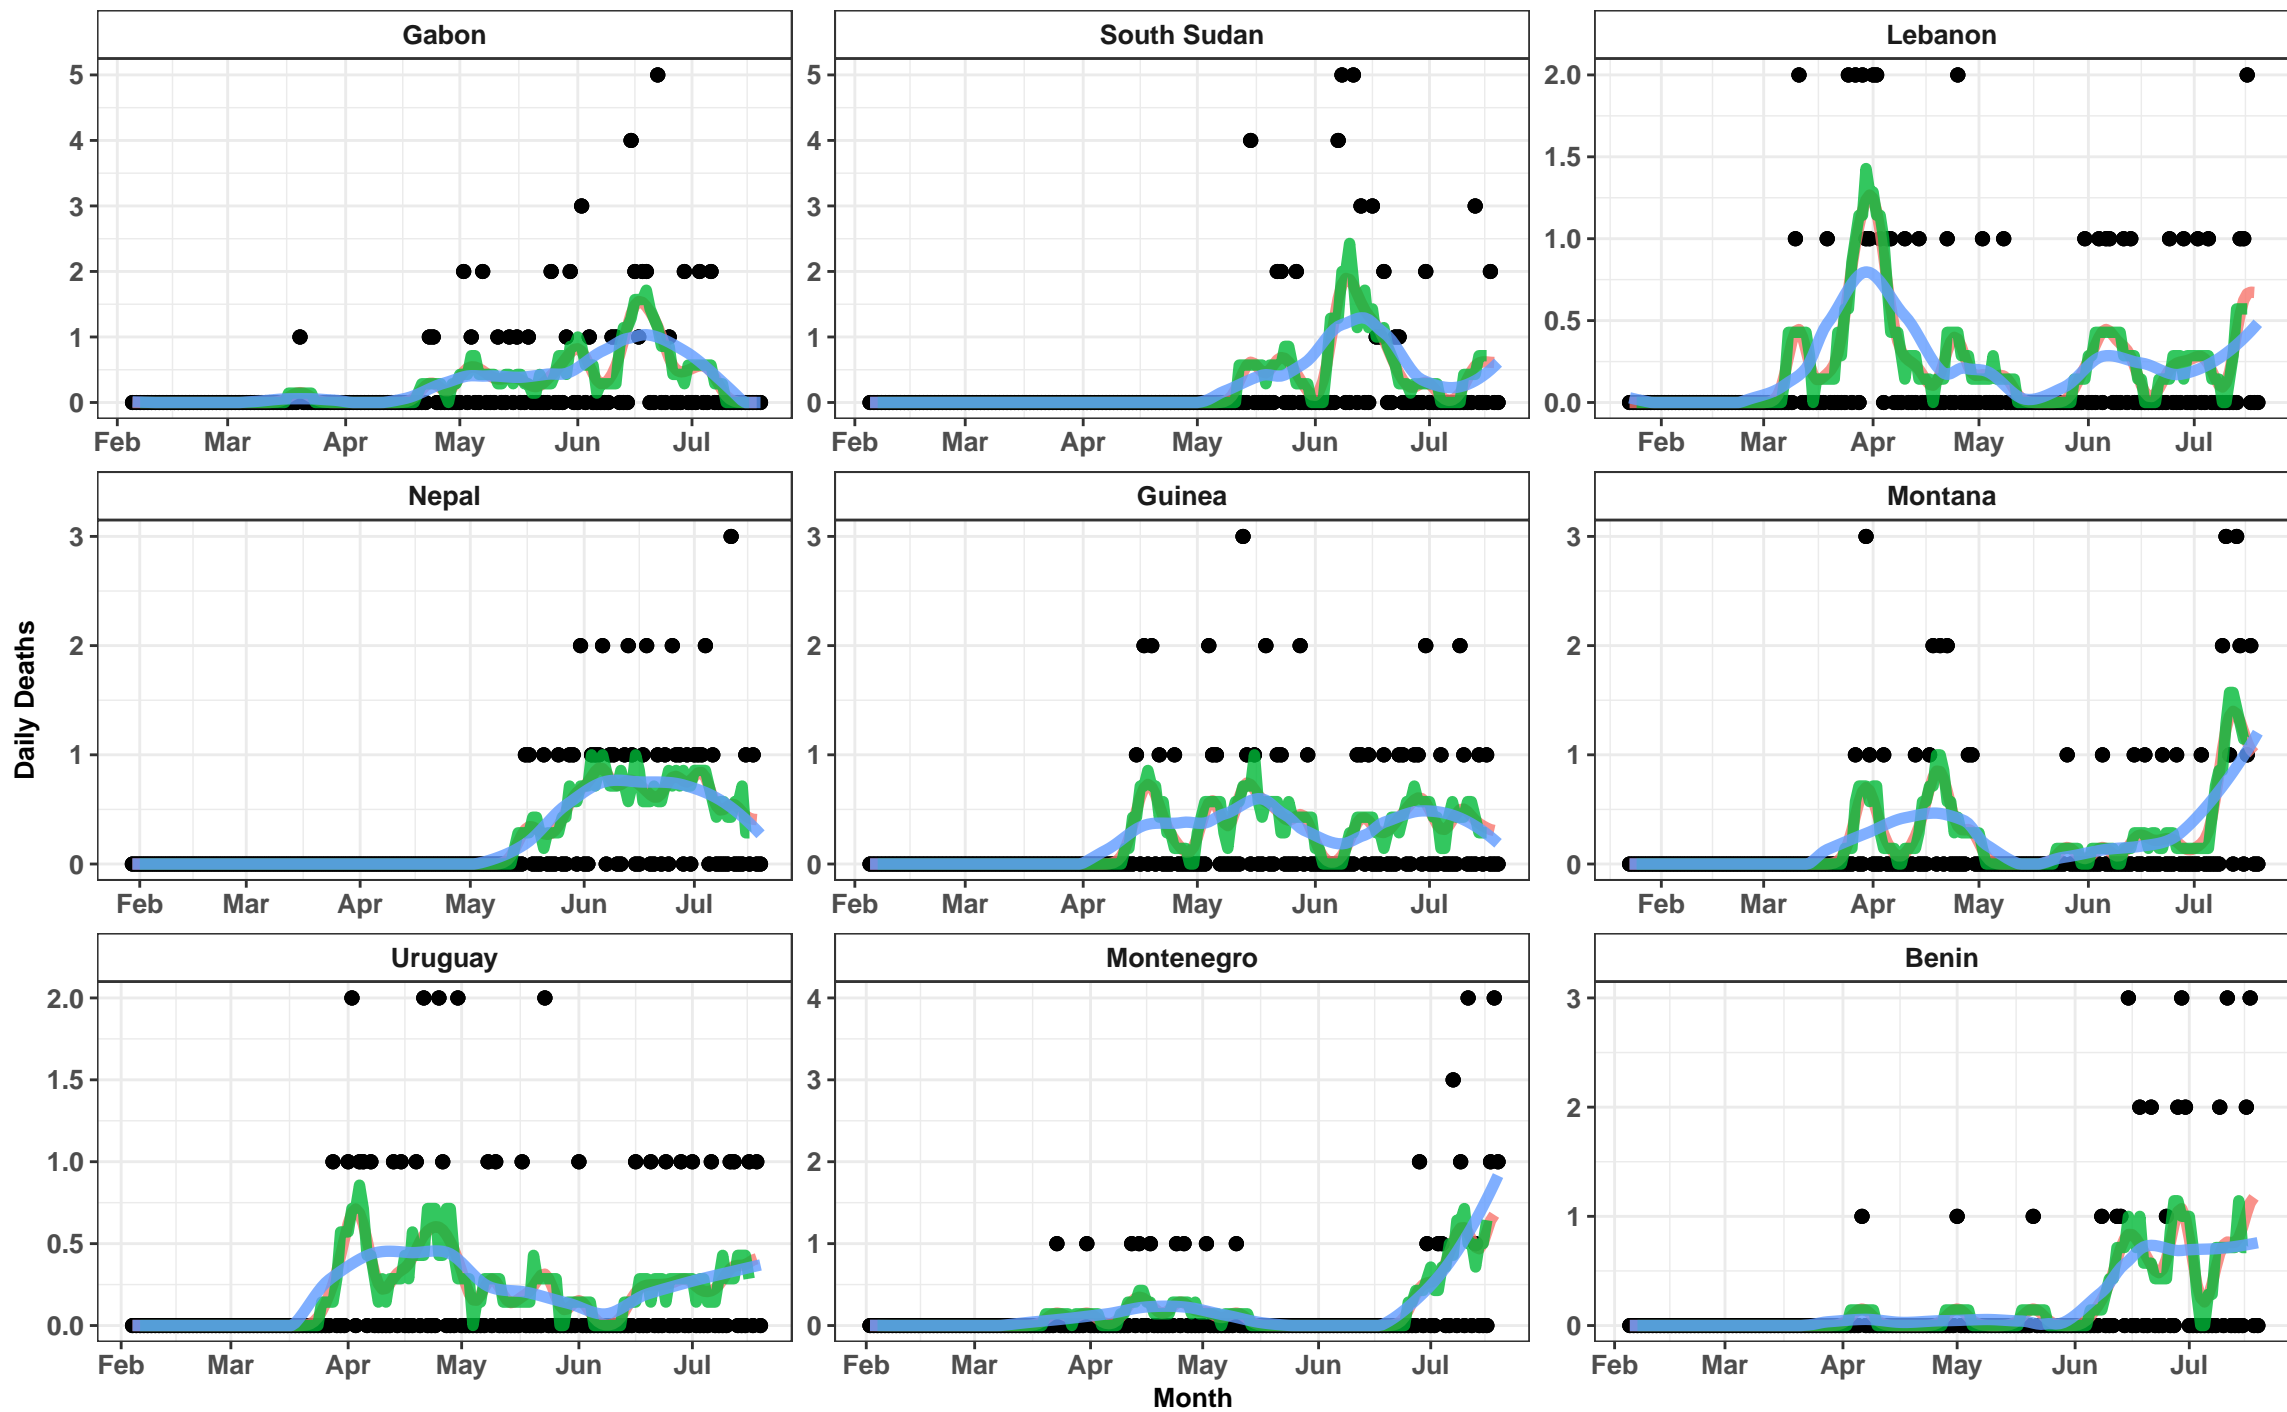 Gabon South Sudan Lebanon
5 5 2.0
4 4 1.5
3 3
2 2 1.0
1 1 0.5
0 0 0.0
Feb Mar Apr May Jun Jul Feb Mar Apr May Jun Jul Feb Mar Apr May Jun Jul
Nepal Guinea Montana
3 3 3
2 2 2
1 1 1
0 0 0
Feb Mar Apr May Jun Jul Feb Mar Apr May Jun Jul Feb Mar Apr May Jun Jul
Daily Deaths
Uruguay Montenegro Benin
2.0 4 3
1.5 3 2
1.0 2
0.5 1 1
0.0 0 0
Feb Mar Apr May Jun Jul Feb Mar Apr May Jun Jul Feb Mar Apr May Jun Jul
Month